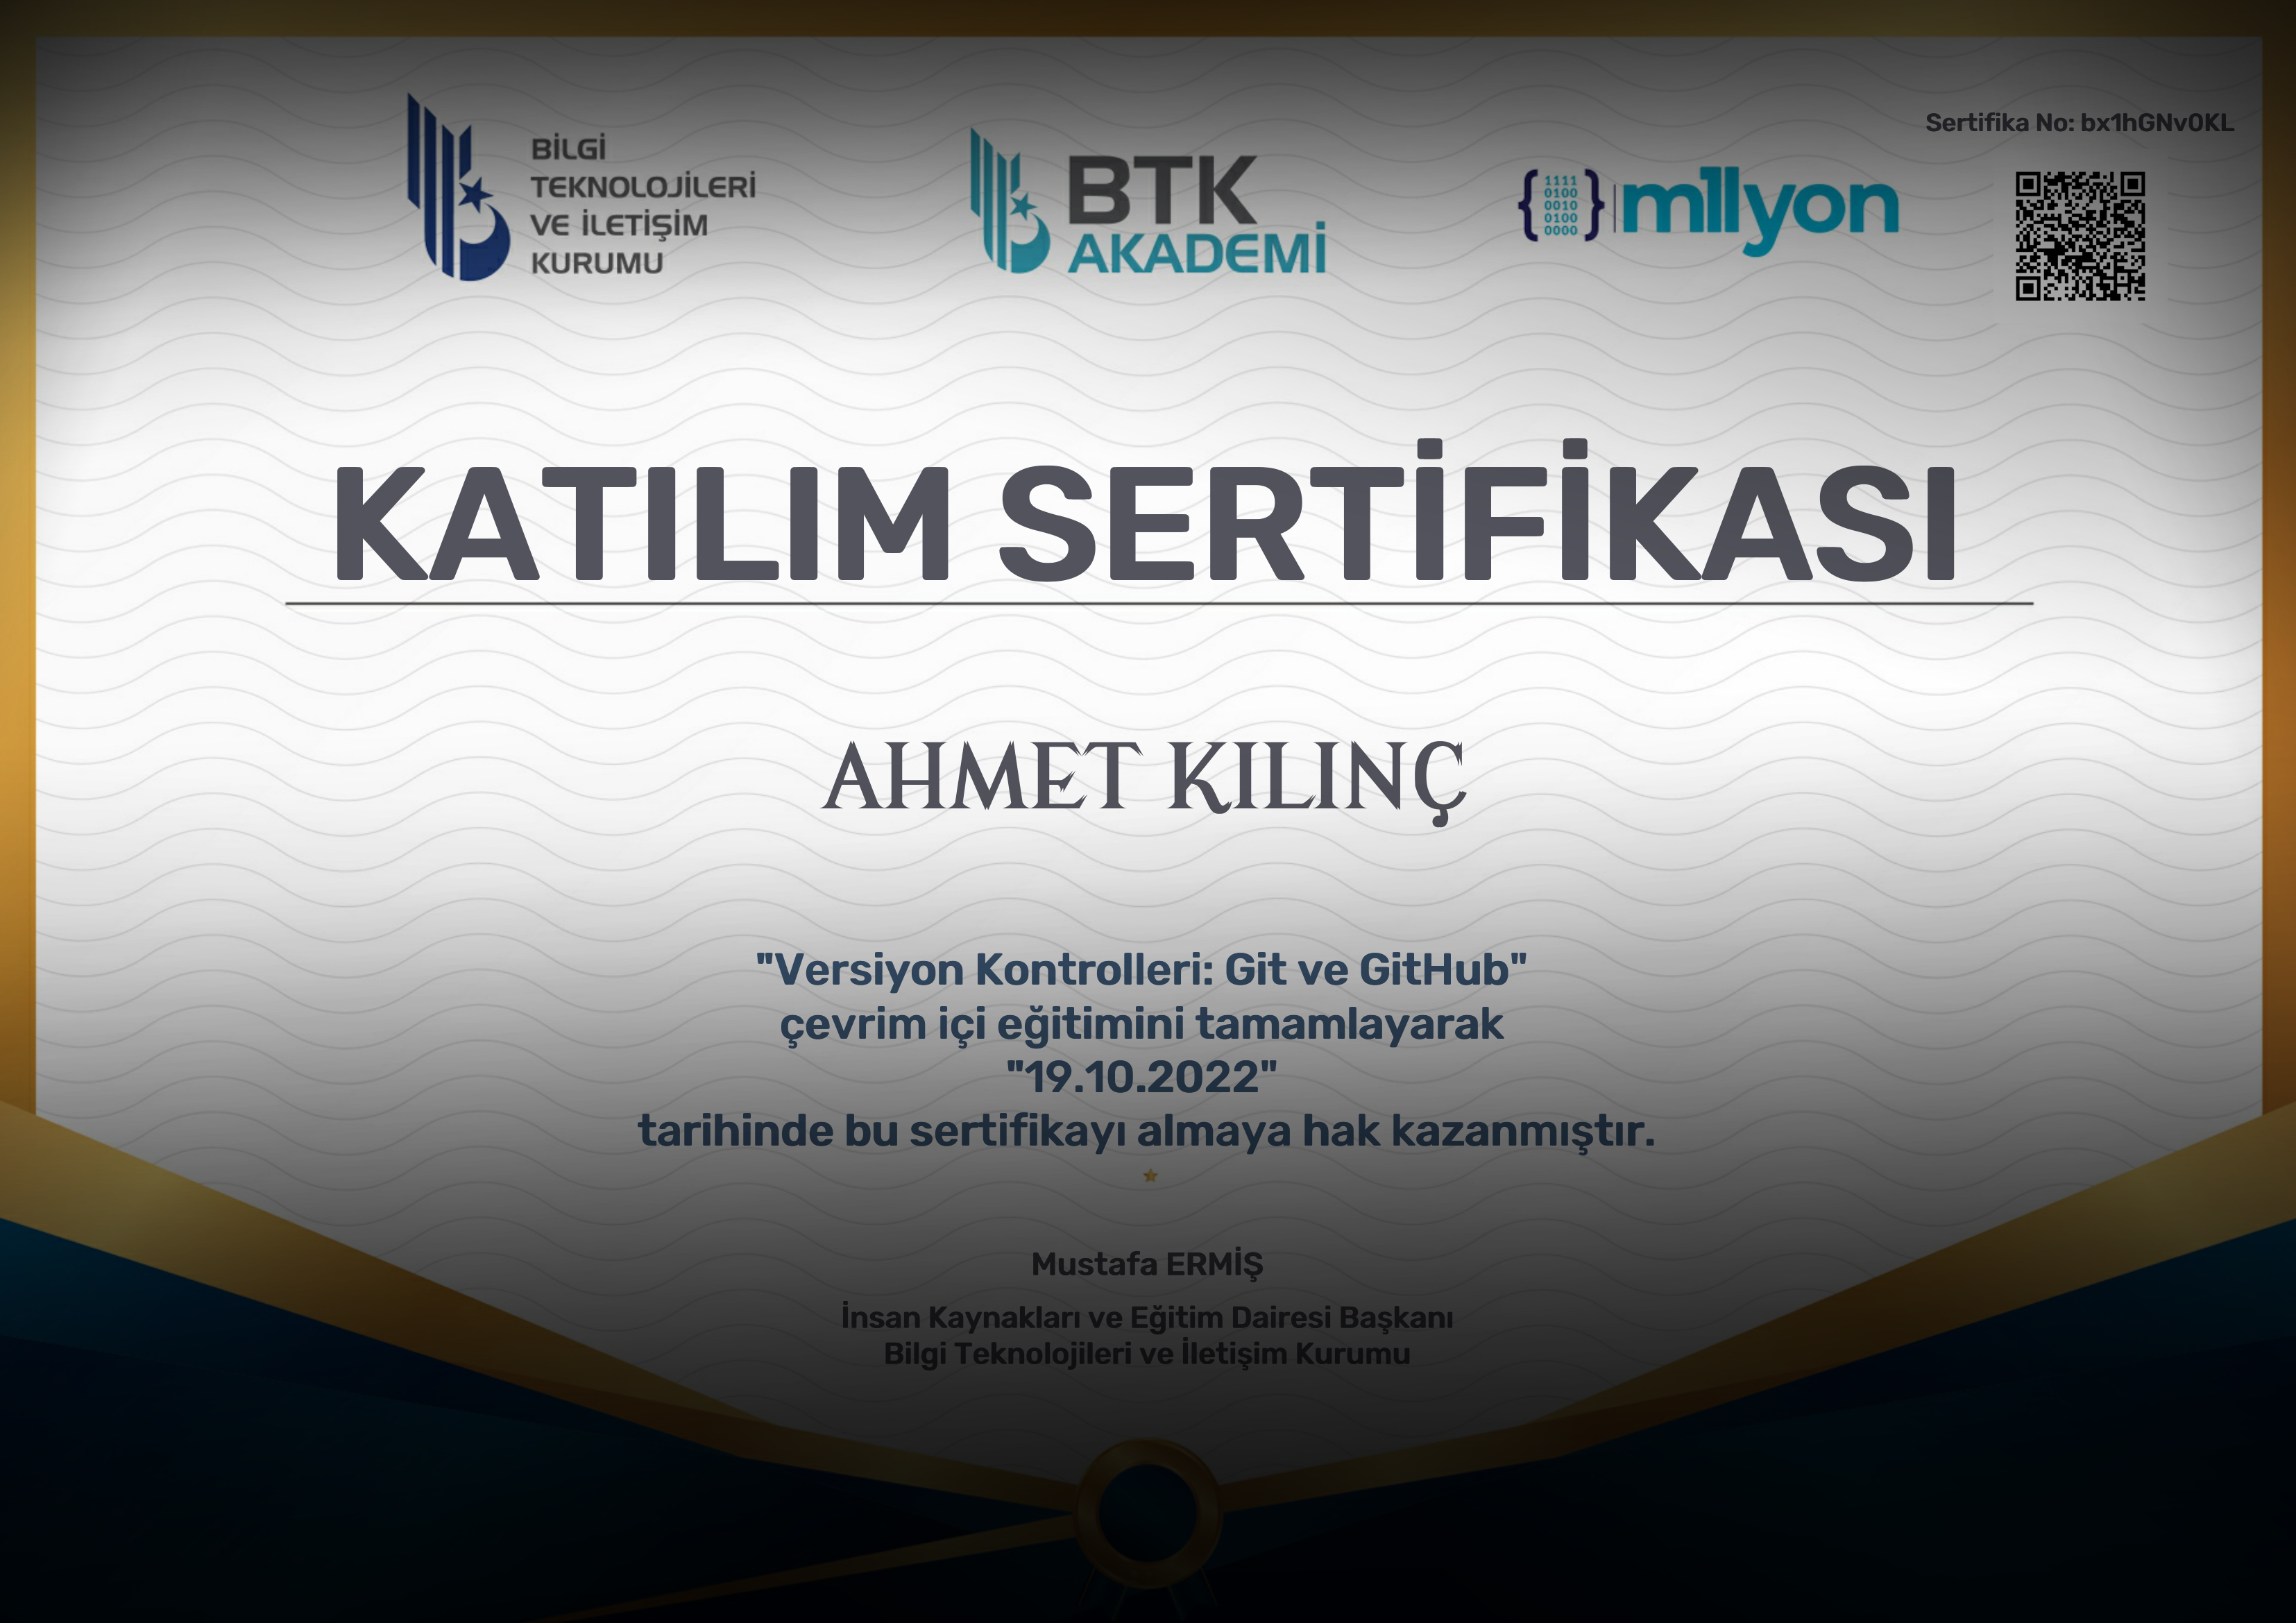 BİLGİ
TEKNOLOJİLERİ
VE İLETİŞİM
KURUMU
BTK
AKADEMİ
1111
0100
0010
0100
0000
m1lyon
Sertifika No: bx1hGNv0KL
KATILIM SERTİFİKASI
AHMET KILINÇ
"Versiyon Kontrolleri: Git ve GitHub"
çevrim içi eğitimini tamamlayarak
"19.10.2022"
tarihinde bu sertifikayı almaya hak kazanmıştır.
Mustafa ERMİŞ
İnsan Kaynakları ve Eğitim Dairesi Başkanı
Bilgi Teknolojileri ve İletişim Kurumu